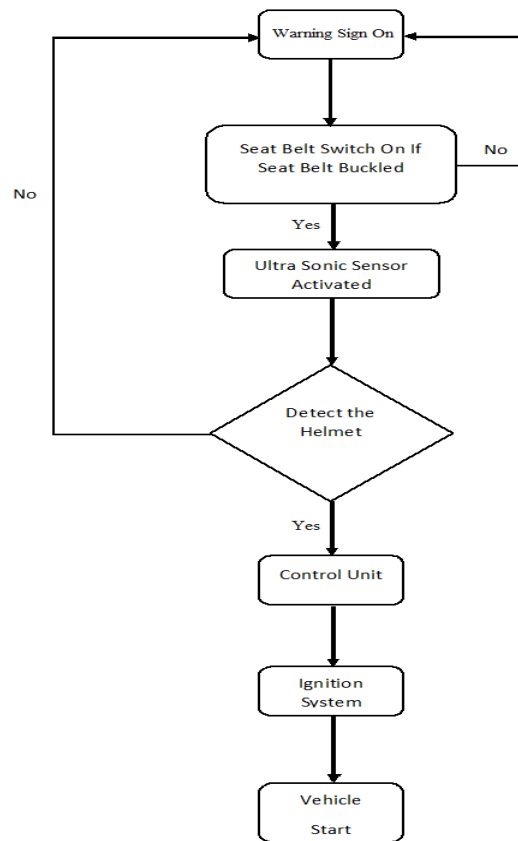 Warning Sign On
Seat Belt Switch On If
Seat Belt Buckled
No
No
Yes
Ultra Sonic Sensor
Activated
Detect the
Helmet
Yes
Control Unit
Ignition
System
Vehicle
Start